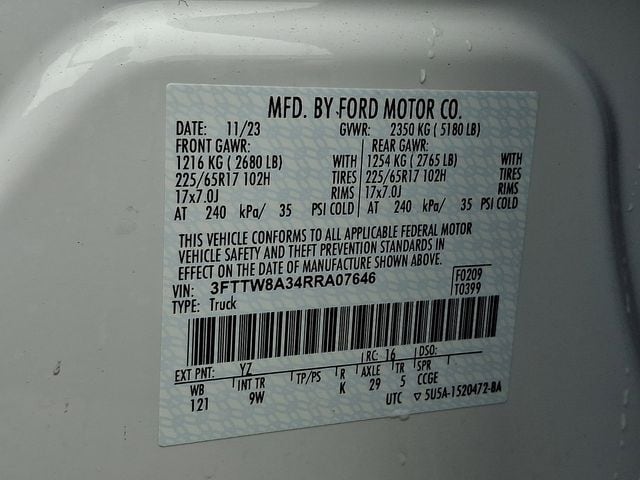 MFD. BY FORD MOTOR CO.
DATE: 11/23 GVWR: 2350 KG ( 5180 LB)
FRONT GAWR: REAR GAWR:
1216 KG ( 2680 LB) WITH 1254 KG ( 2765 LB) WITH
225/65R17 102H TIRES 225/65R17 102H TIRES
17x7.0J RIMS 17x7.0J RIMS
AT 240 kPa/ 35 PSI COLD AT 240 kPa/ 35 PSI COLD
THIS VEHICLE CONFORMS TO ALL APPLICABLE FEDERAL MOTOR
VEHICLE SAFETY AND THEFT PREVENTION STANDARDS IN
EFFECT ON THE DATE OF MANUFACTURE SHOWN ABOVE.
VIN: 3FTTW8A34RRA07646 F0209
TYPE: Truck T0399
EXT PNT: YZ RC: 16 DSO:
WB INT TR TP/PS R AXLE TR SPR
121 9W K 29 5 CCGE
UTC ▽ 5U5A-1520472-BA